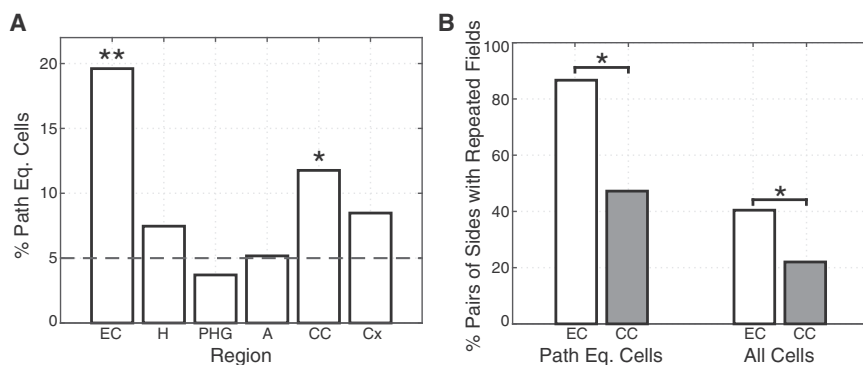 A
% Path Eq. Cells
20
15
10
5
0
**
*
EC H PHG A CC Cx
Region
B
% Pairs of Sides with Repeated Fields
100
80
60
40
20
0
*
*
EC CC EC CC
Path Eq. Cells All Cells